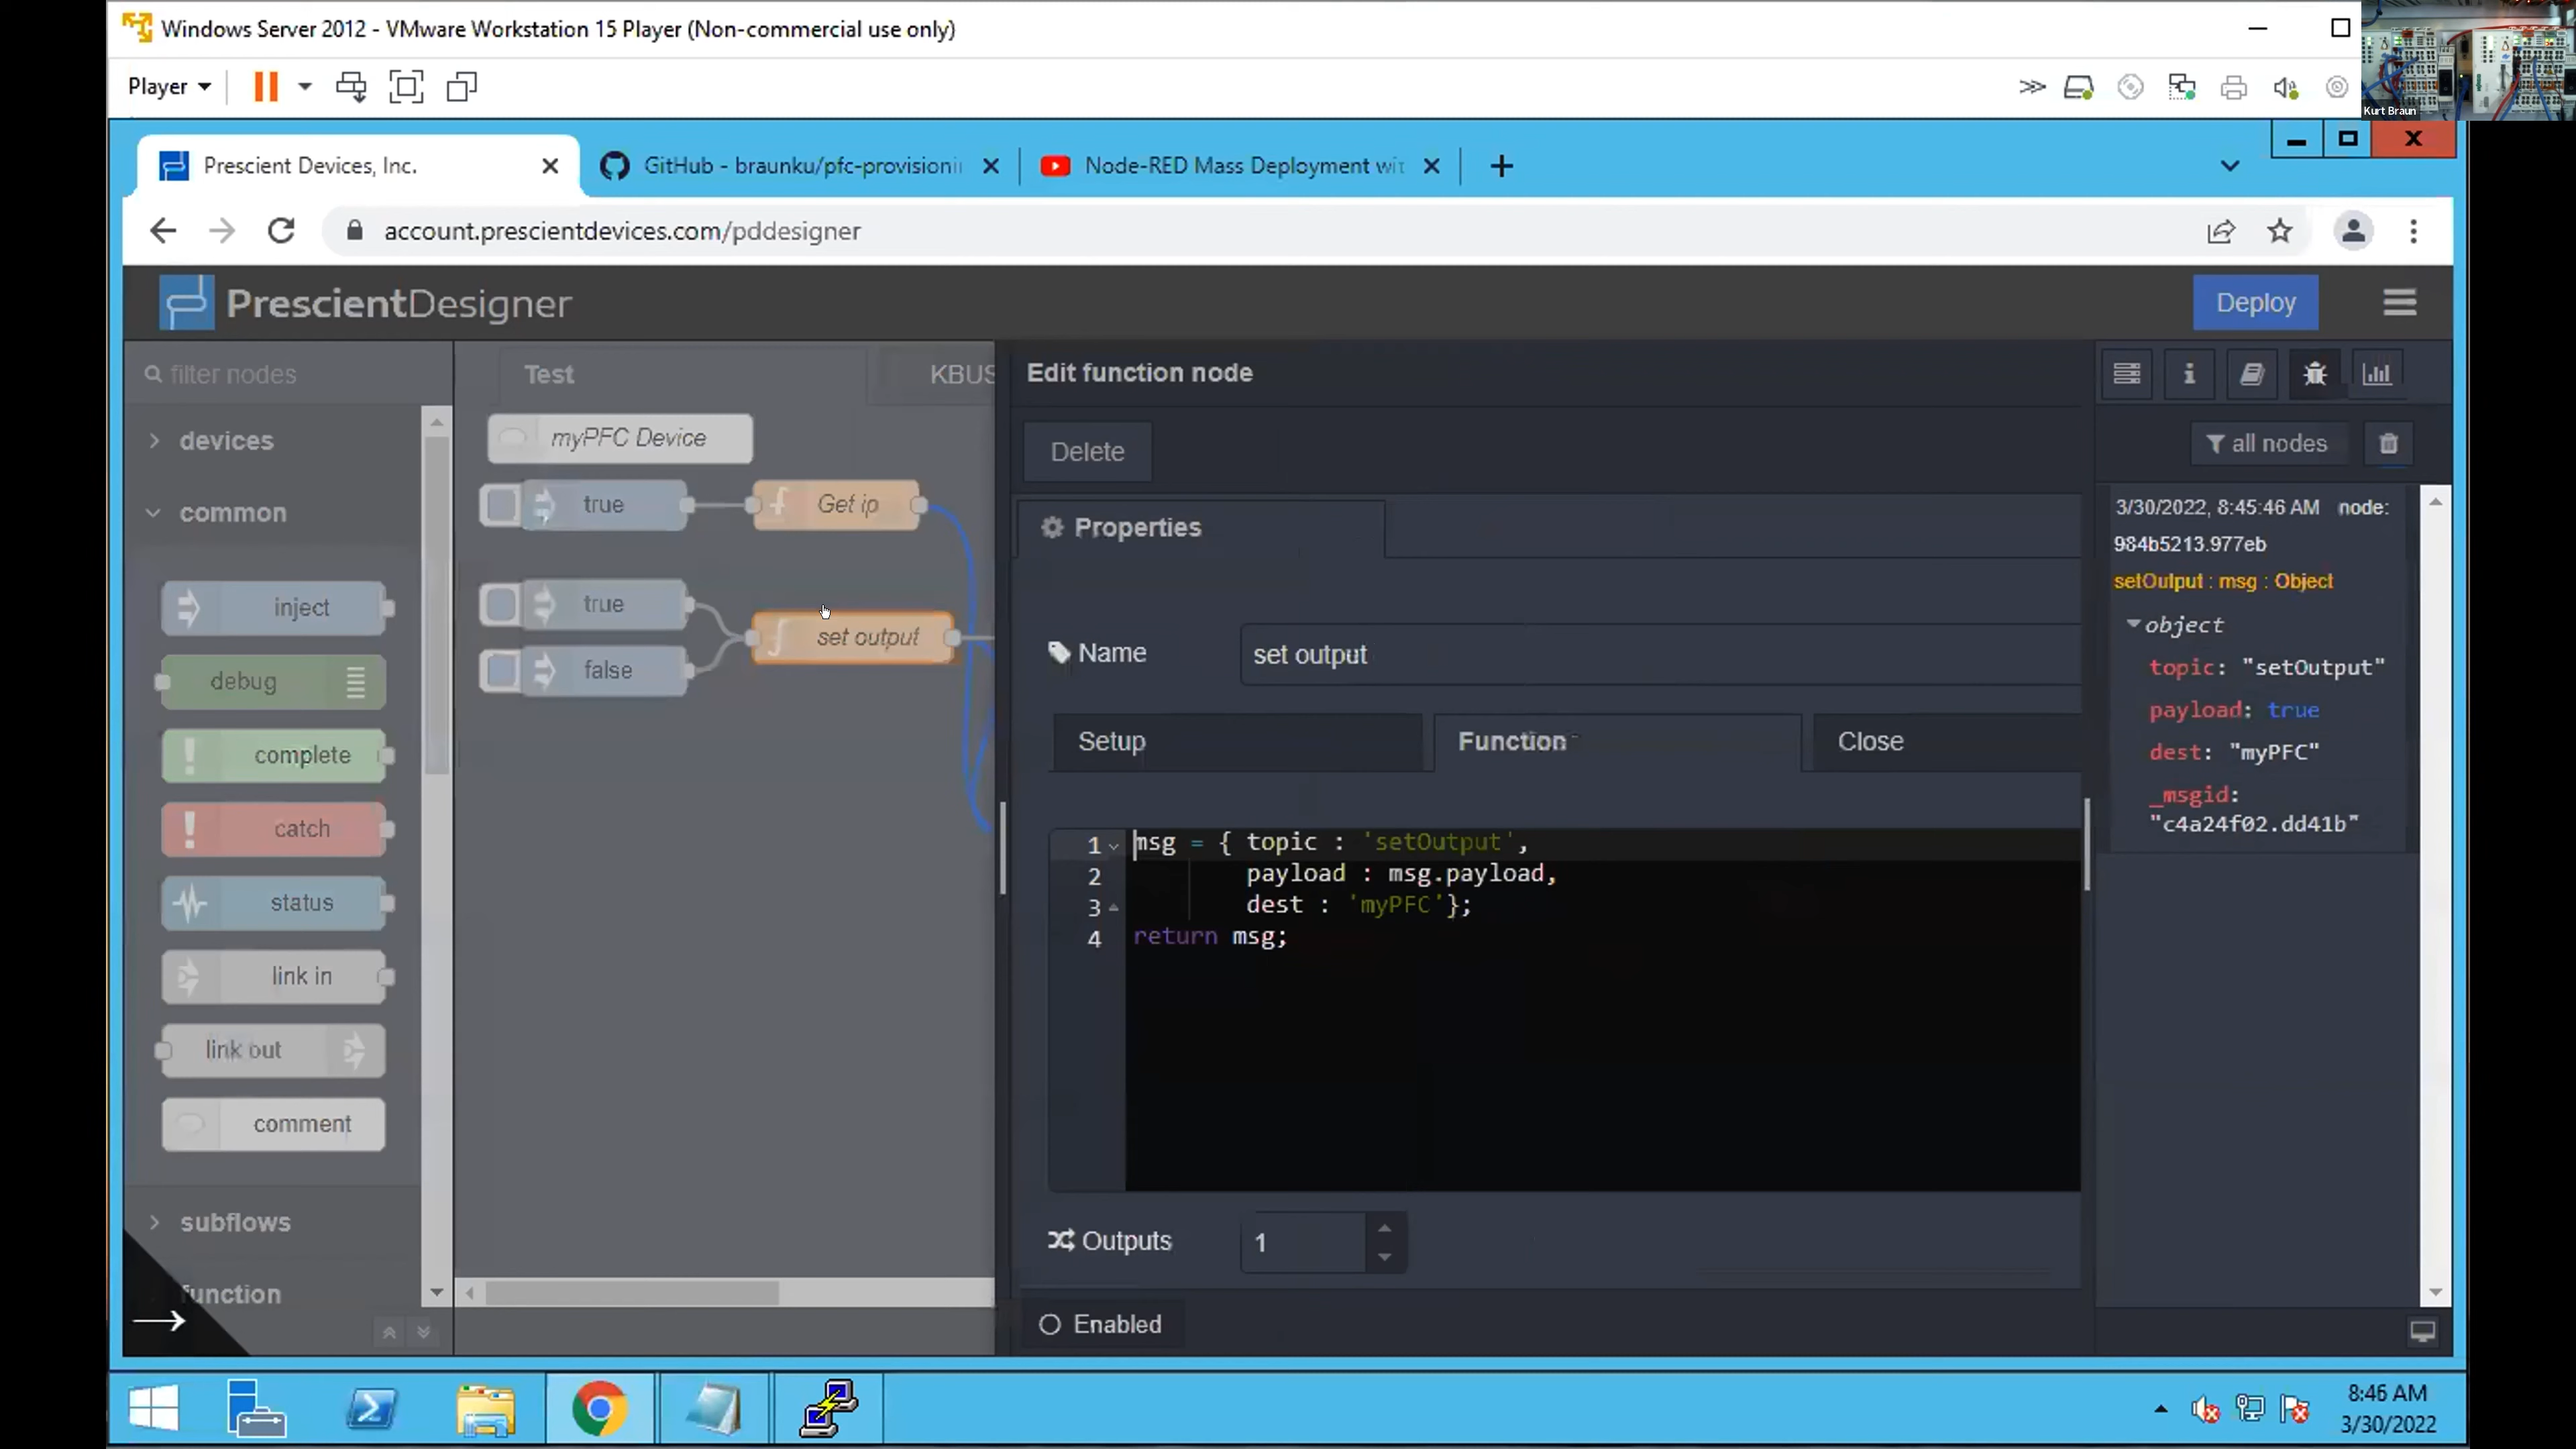 Windows Server 2012 - VMware Workstation 15 Player (Non-commercial use only)
Player
Kurt Braun
Prescient Devices, Inc.
GitHub - braunku/pfc-provisioni
Node-RED Mass Deployment wit
account.prescientdevices.com/pddesigner
PrescientDesigner
Deploy
filter nodes
devices
common
inject
debug
complete
catch
status
link in
link out
comment
subflows
function
Test
KBUS
myPFC Device
true
Get ip
true
set output
false
Edit function node
Delete
Properties
Name
set output
Setup
Function
Close
1 msg = { topic : 'setOutput',
2 payload : msg.payload,
3 dest : 'myPFC'};
4 return msg;
Outputs
1
Enabled
all nodes
3/30/2022, 8:45:46 AM node:
984b5213.977eb
setOutput : msg : Object
object
topic: "setOutput"
payload: true
dest: "myPFC"
_msgid:
"c4a24f02.dd41b"
8:46 AM
3/30/2022